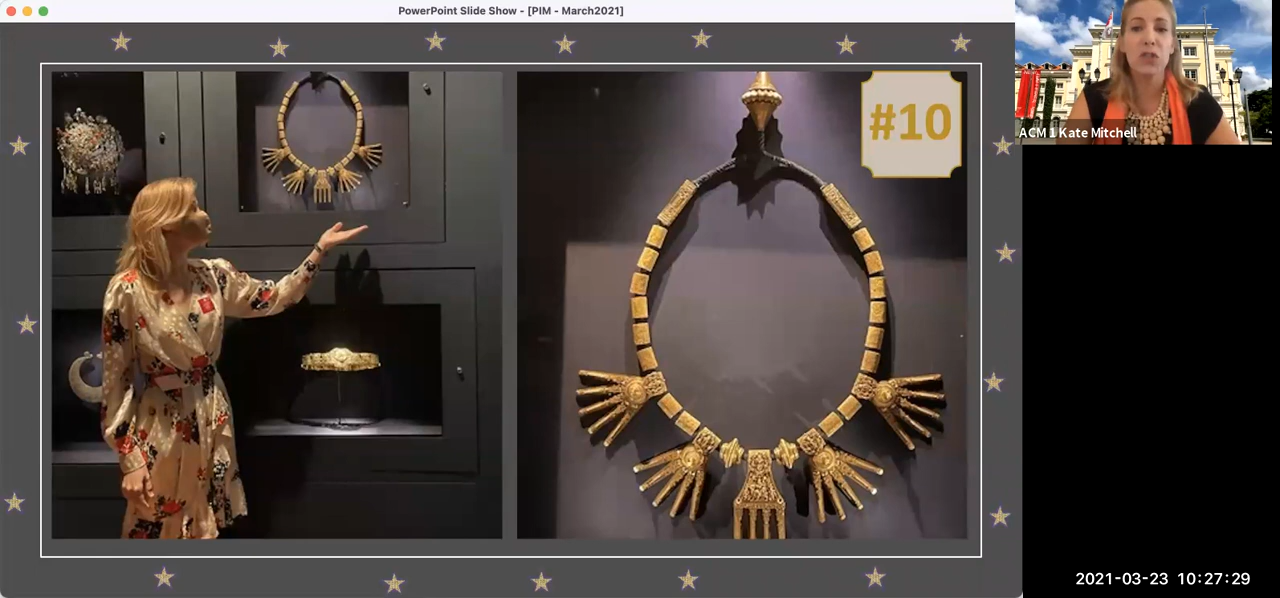 PowerPoint Slide Show - [PIM - March2021]
#10
ACM 1 Kate Mitchell
2021-03-23 10:27:29